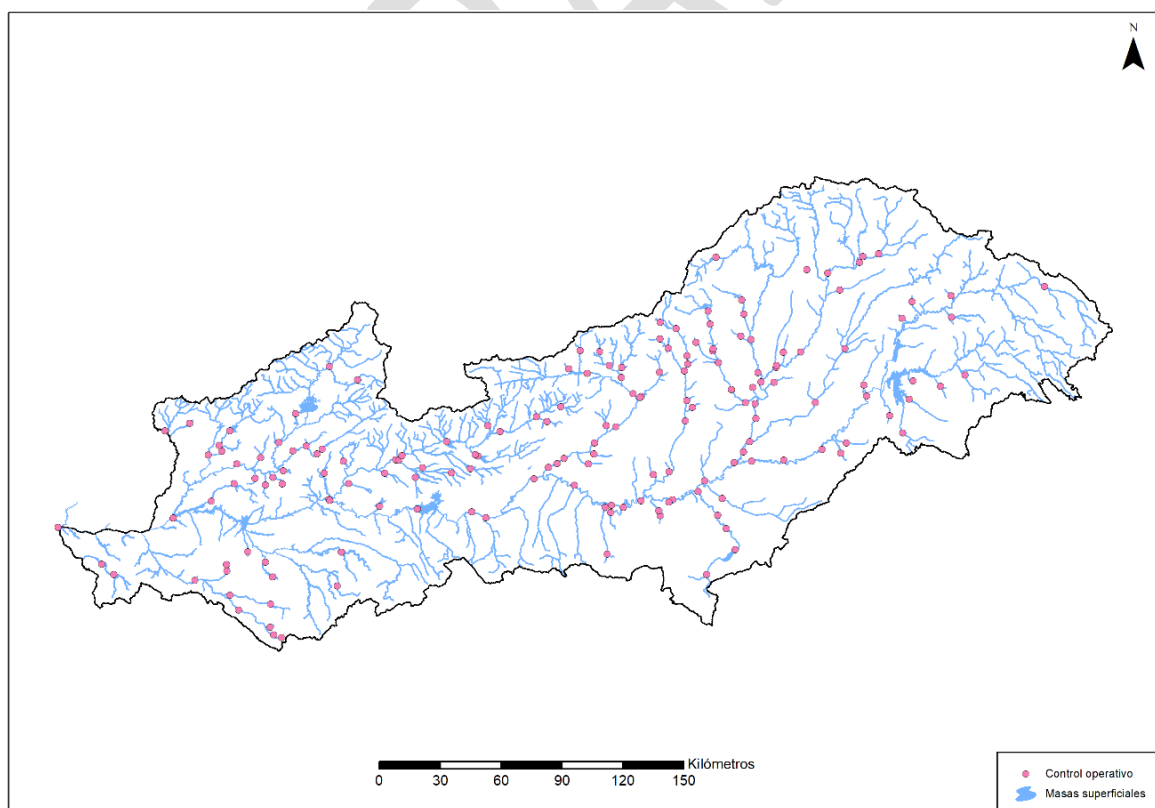 N
Kilómetros
0 30 60 90 120 150
Control operativo
Masas superficiales